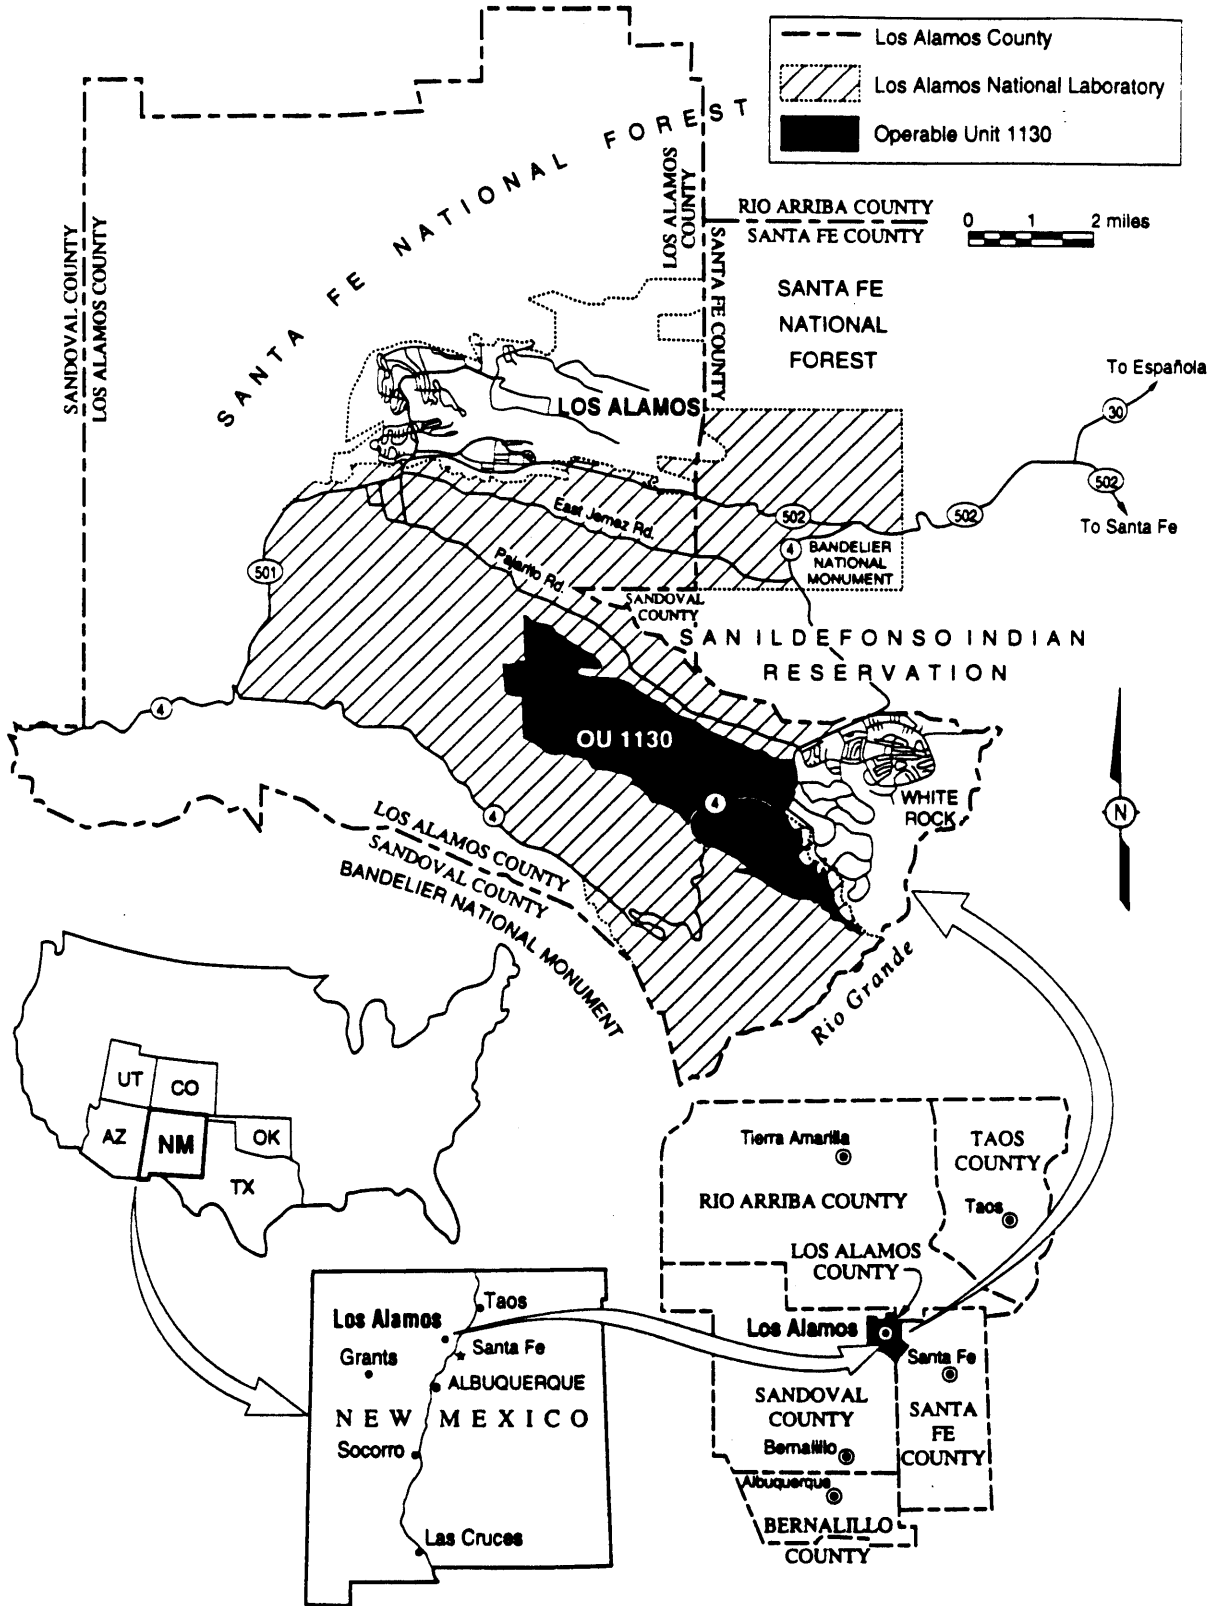 Los Alamos County
Los Alamos National Laboratory
Operable Unit 1130
SANTA FE NATIONAL FOREST
LOS ALAMOS
COUNTY
SANTA FE COUNTY
RIO ARRIBA COUNTY
SANTA FE COUNTY
0 1 2 miles
SANDOVAL COUNTY
LOS ALAMOS COUNTY
SANTA FE
NATIONAL
FOREST
To Española
30
LOS ALAMOS
502
To Santa Fe
502
502
East Jemez Rd.
4
BANDELIER
NATIONAL
MONUMENT
501
Pajarito Rd.
SANDOVAL
COUNTY
SAN ILDEFONSO INDIAN
RESERVATION
4
OU 1130
4
WHITE
ROCK
N
4
LOS ALAMOS COUNTY
SANDOVAL COUNTY
BANDELIER NATIONAL MONUMENT
Rio Grande
UT
CO
AZ
NM
OK
TX
Tierra Amarilla
TAOS
COUNTY
RIO ARRIBA COUNTY
Taos
LOS ALAMOS
COUNTY
Los Alamos
Santa Fe
SANDOVAL
COUNTY
SANTA
FE
COUNTY
Bernalillo
Albuquerque
BERNALILLO
COUNTY
Taos
Los Alamos
Santa Fe
Grants
ALBUQUERQUE
NEW MEXICO
Socorro
Las Cruces